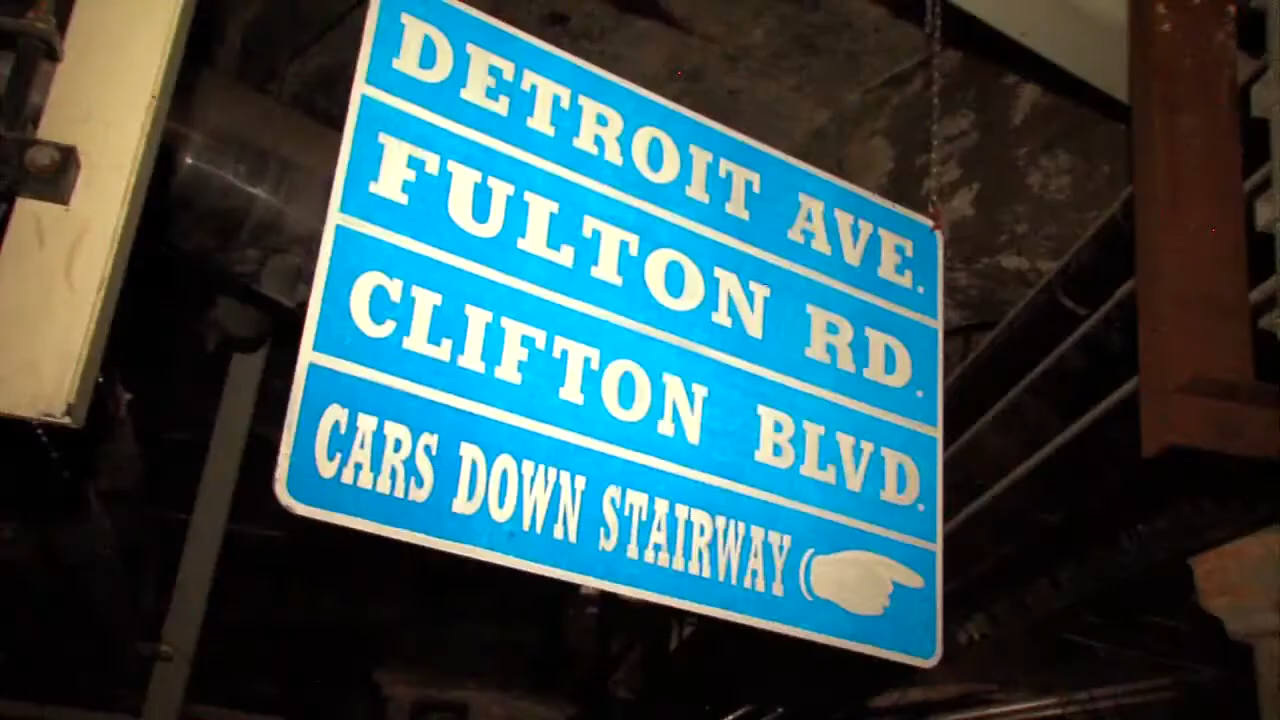 DETROIT AVE.
FULTON RD.
CLIFTON BLVD.
CARS DOWN STAIRWAY